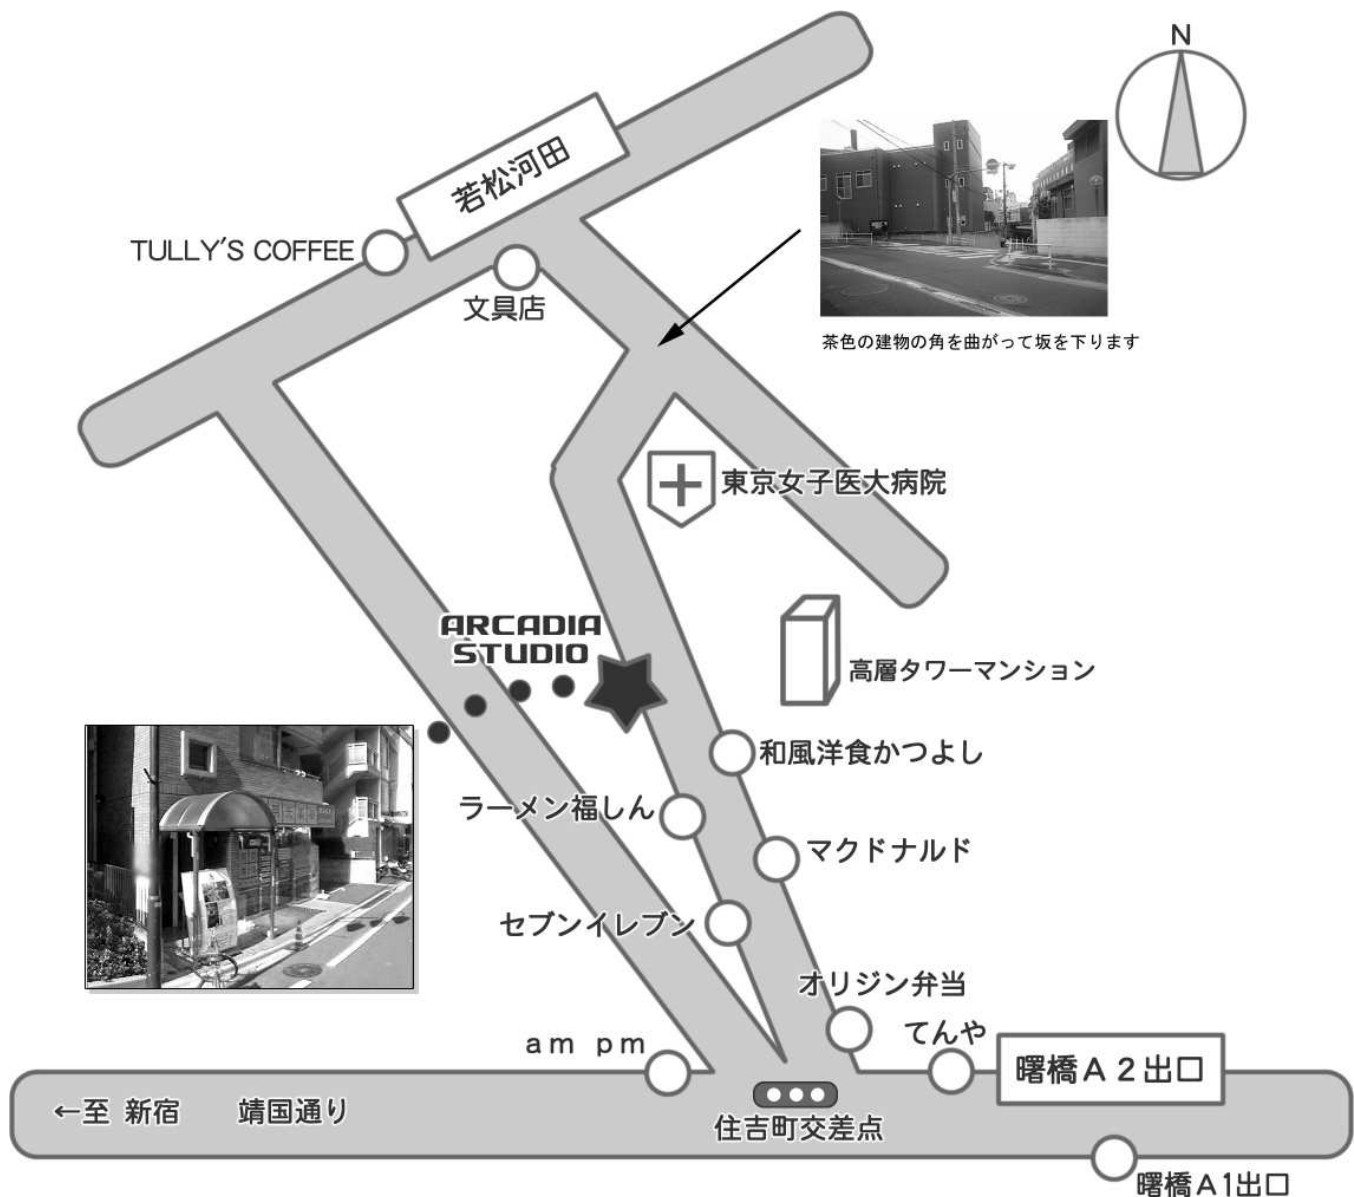 N
若松河田
TULLY'S COFFEE
文具店
茶色の建物の角を曲がって坂を下ります
東京女子医大病院
ARCADIA
STUDIO
高層タワーマンション
和風洋食かつよし
ラーメン福しん
マクドナルド
セブンイレブン
オリジン弁当
てんや
am pm
曙橋A2出口
←至 新宿 靖国通り
住吉町交差点
曙橋A1出口